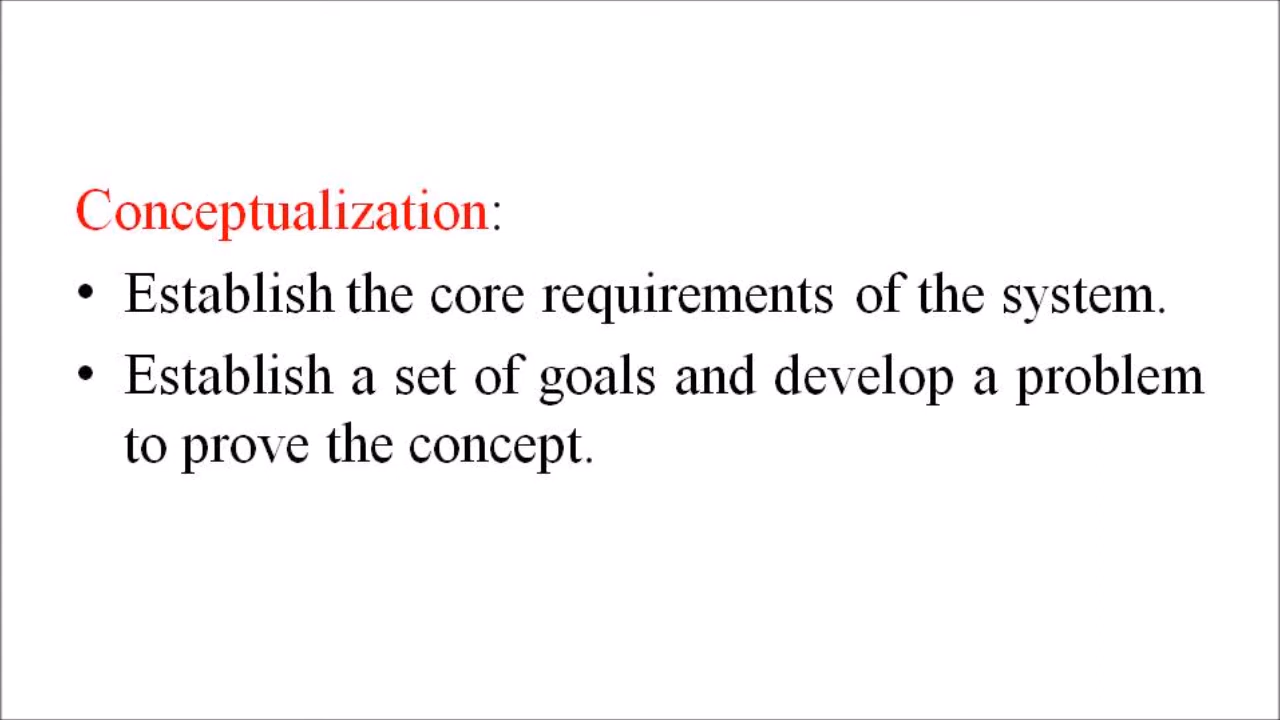 Conceptualization:
• Establish the core requirements of the system.
• Establish a set of goals and develop a problem
to prove the concept.